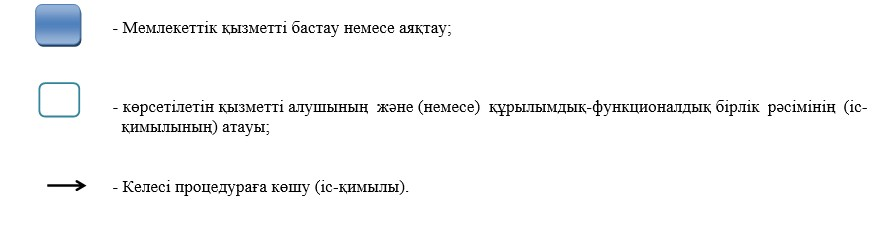 - Мемлекеттік қызметті бастау немесе аяқтау;
- көрсетілетін қызметті алушының және (немесе) құрылымдық-функционалдық бірлік рәсімінің (іс-
қимылының) атауы;
- Келесі процедураға көшу (іс-қимылы).